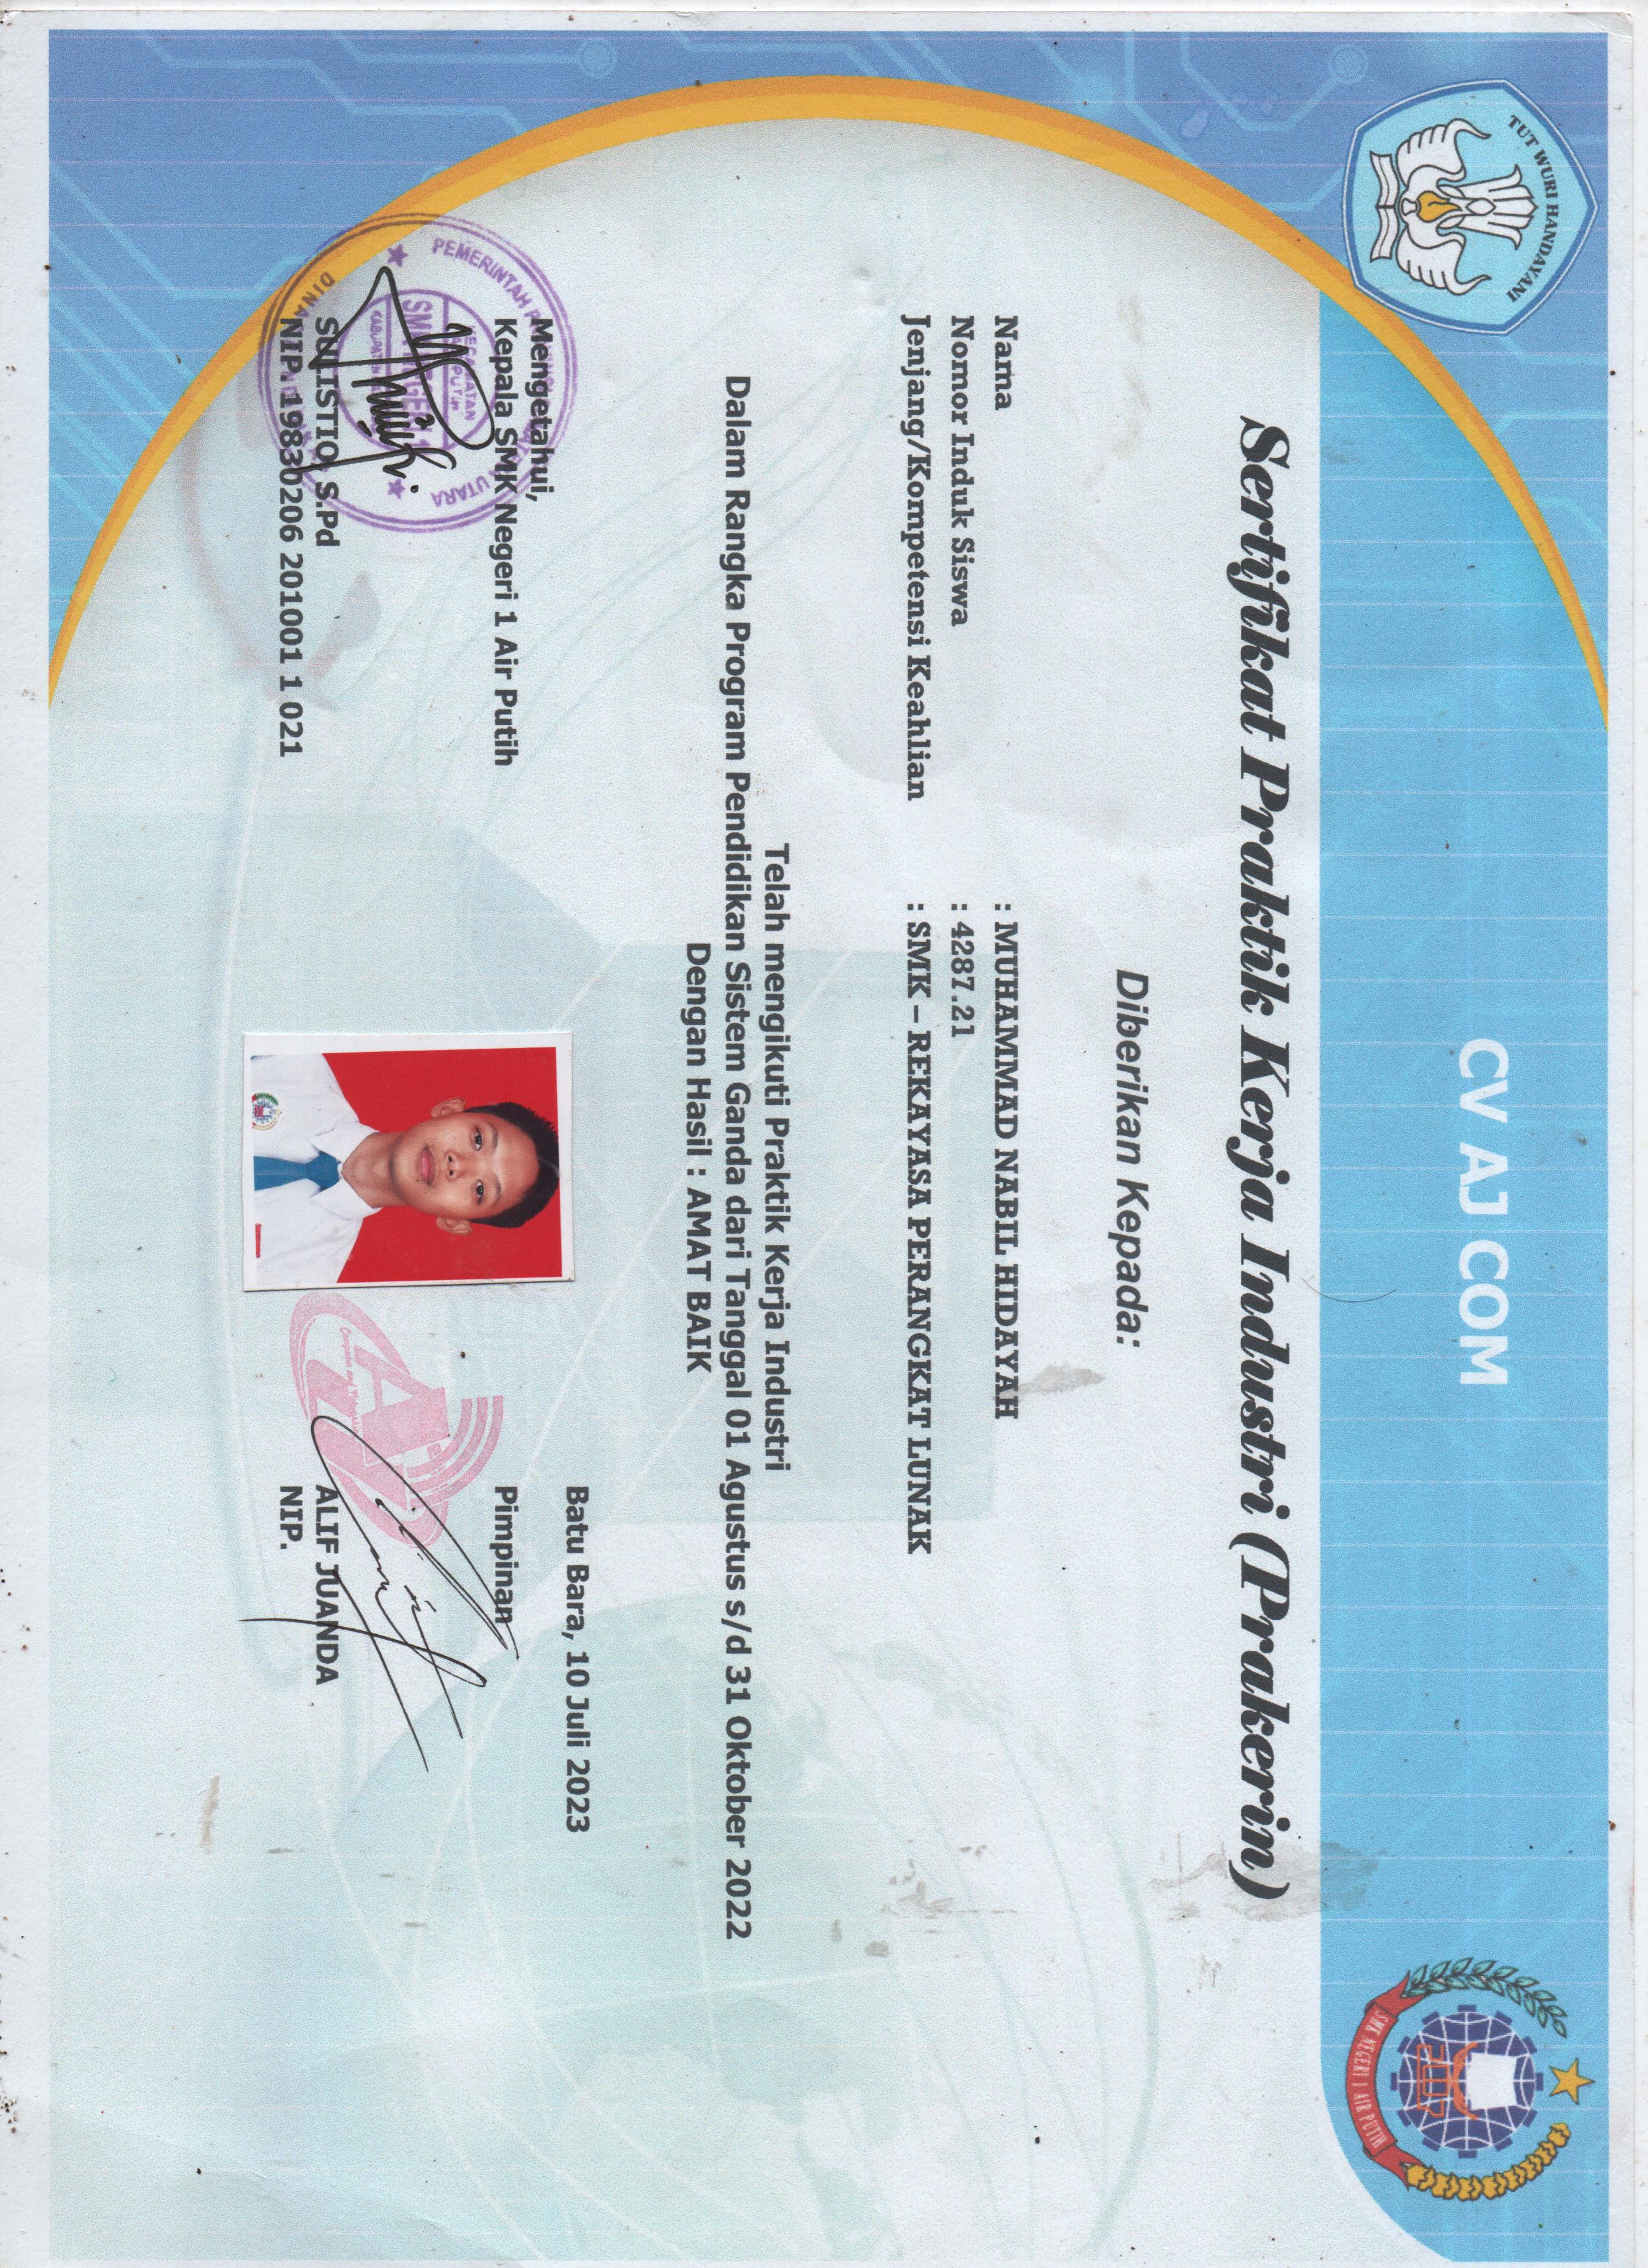 TUT WURI HANDAYANI
CV AJ COM
SMK NEGERI 1 AIR PUTIH
Sertifikat Praktik Kerja Industri (Prakerin)
Diberikan Kepada:
Nama : MUHAMMAD NABIL HIDAYAH
Nomor Induk Siswa : 4287.21
Jenjang/Kompetensi Keahlian : SMK – REKAYASA PERANGKAT LUNAK
Telah mengikuti Praktik Kerja Industri
Dalam Rangka Program Pendidikan Sistem Ganda dari Tanggal 01 Agustus s/d 31 Oktober 2022
Dengan Hasil : AMAT BAIK
Mengetahui,
Kepala SMK Negeri 1 Air Putih
PEMERINTAH UTARA
SULISTIO, S.Pd
NIP. 19830206 201001 1 021
Batu Bara, 10 Juli 2023
Pimpinan
ALIF JUANDA
NIP.